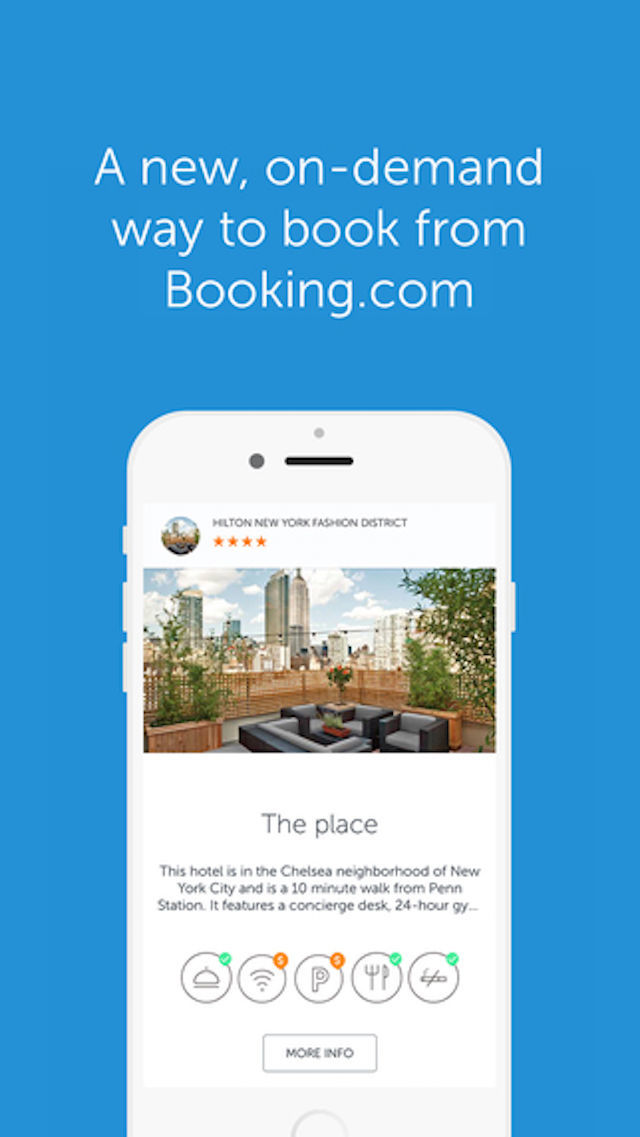 A new, on-demand
way to book from
Booking.com
HILTON NEW YORK FASHION DISTRICT
The place
This hotel is in the Chelsea neighborhood of New
York City and is a 10 minute walk from Penn
Station. It features a concierge desk, 24-hour gy...
$ $
P
MORE INFO